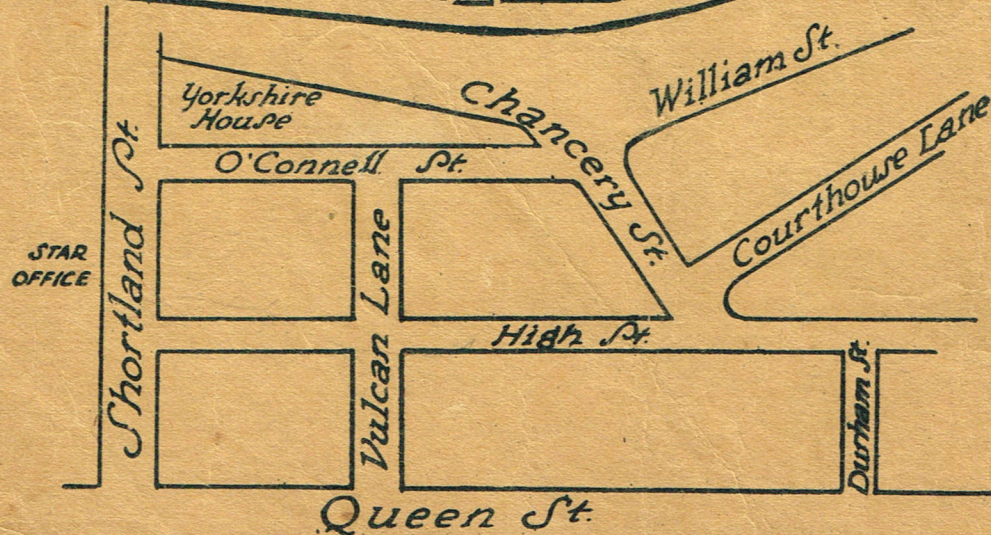 William St.
Chancery St.
Yorkshire
House
Courthouse Lane
O'Connell St.
Shortland St.
Vulcan Lane
STAR
OFFICE
High St.
Durham St.
Queen St.